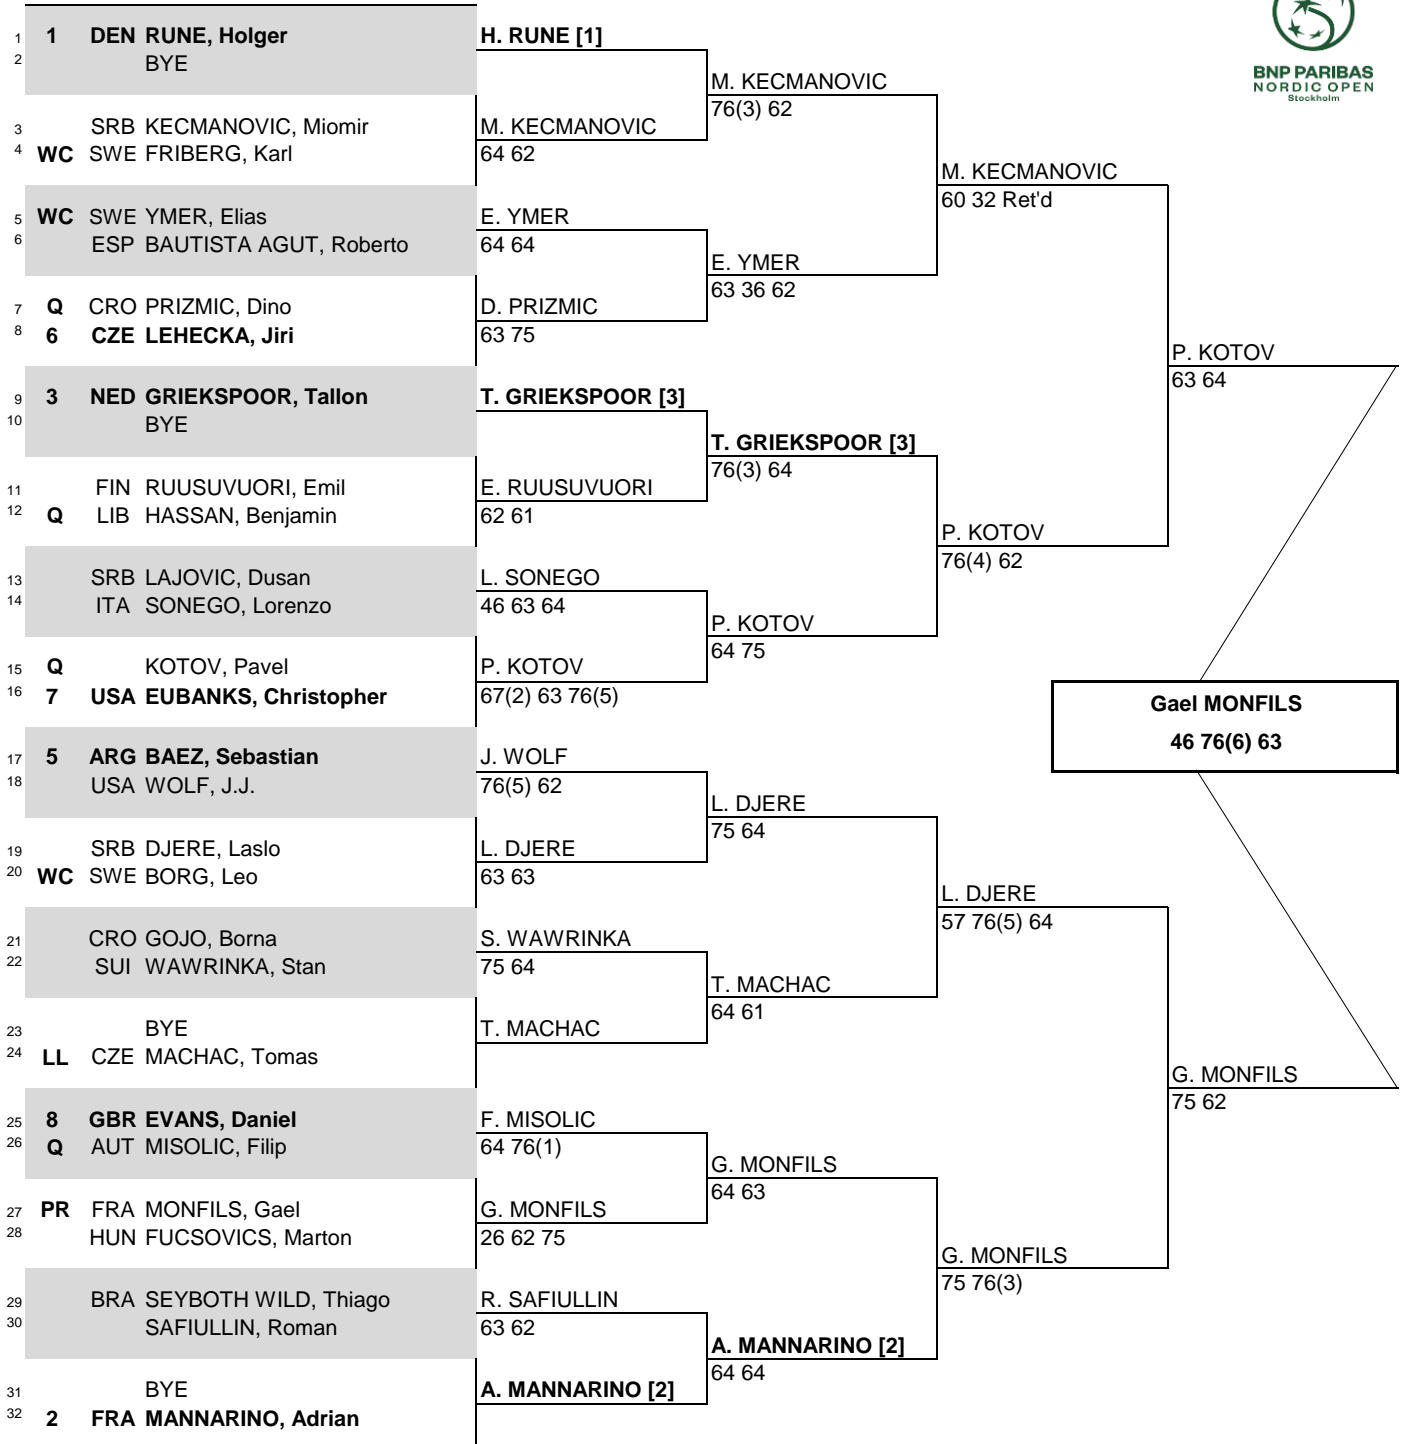 BNP PARIBAS
NORDIC OPEN
Stockholm
1 1 DEN RUNE, Holger
2 BYE
3 SRB KECMANOVIC, Miomir
4 WC SWE FRIBERG, Karl
5 WC SWE YMER, Elias
6 ESP BAUTISTA AGUT, Roberto
7 Q CRO PRIZMIC, Dino
8 6 CZE LEHECKA, Jiri
9 3 NED GRIEKSPOOR, Tallon
10 BYE
11 FIN RUUSUVUORI, Emil
12 Q LIB HASSAN, Benjamin
13 SRB LAJOVIC, Dusan
14 ITA SONEGO, Lorenzo
15 Q KOTOV, Pavel
16 7 USA EUBANKS, Christopher
17 5 ARG BAEZ, Sebastian
18 USA WOLF, J.J.
19 SRB DJERE, Laslo
20 WC SWE BORG, Leo
21 CRO GOJO, Borna
22 SUI WAWRINKA, Stan
23 BYE
24 LL CZE MACHAC, Tomas
25 8 GBR EVANS, Daniel
26 Q AUT MISOLIC, Filip
27 PR FRA MONFILS, Gael
28 HUN FUCSOVICS, Marton
29 BRA SEYBOTH WILD, Thiago
30 SAFIULLIN, Roman
31 BYE
32 2 FRA MANNARINO, Adrian
H. RUNE [1]
M. KECMANOVIC
64 62
E. YMER
64 64
D. PRIZMIC
63 75
T. GRIEKSPOOR [3]
E. RUUSUVUORI
62 61
L. SONEGO
46 63 64
P. KOTOV
67(2) 63 76(5)
J. WOLF
76(5) 62
L. DJERE
63 63
S. WAWRINKA
75 64
T. MACHAC
F. MISOLIC
64 76(1)
G. MONFILS
26 62 75
R. SAFIULLIN
63 62
A. MANNARINO [2]
M. KECMANOVIC
76(3) 62
E. YMER
63 36 62
T. GRIEKSPOOR [3]
76(3) 64
P. KOTOV
64 75
L. DJERE
75 64
T. MACHAC
64 61
G. MONFILS
64 63
A. MANNARINO [2]
64 64
M. KECMANOVIC
60 32 Ret'd
P. KOTOV
76(4) 62
L. DJERE
57 76(5) 64
G. MONFILS
75 76(3)
P. KOTOV
63 64
G. MONFILS
75 62
Gael MONFILS
46 76(6) 63